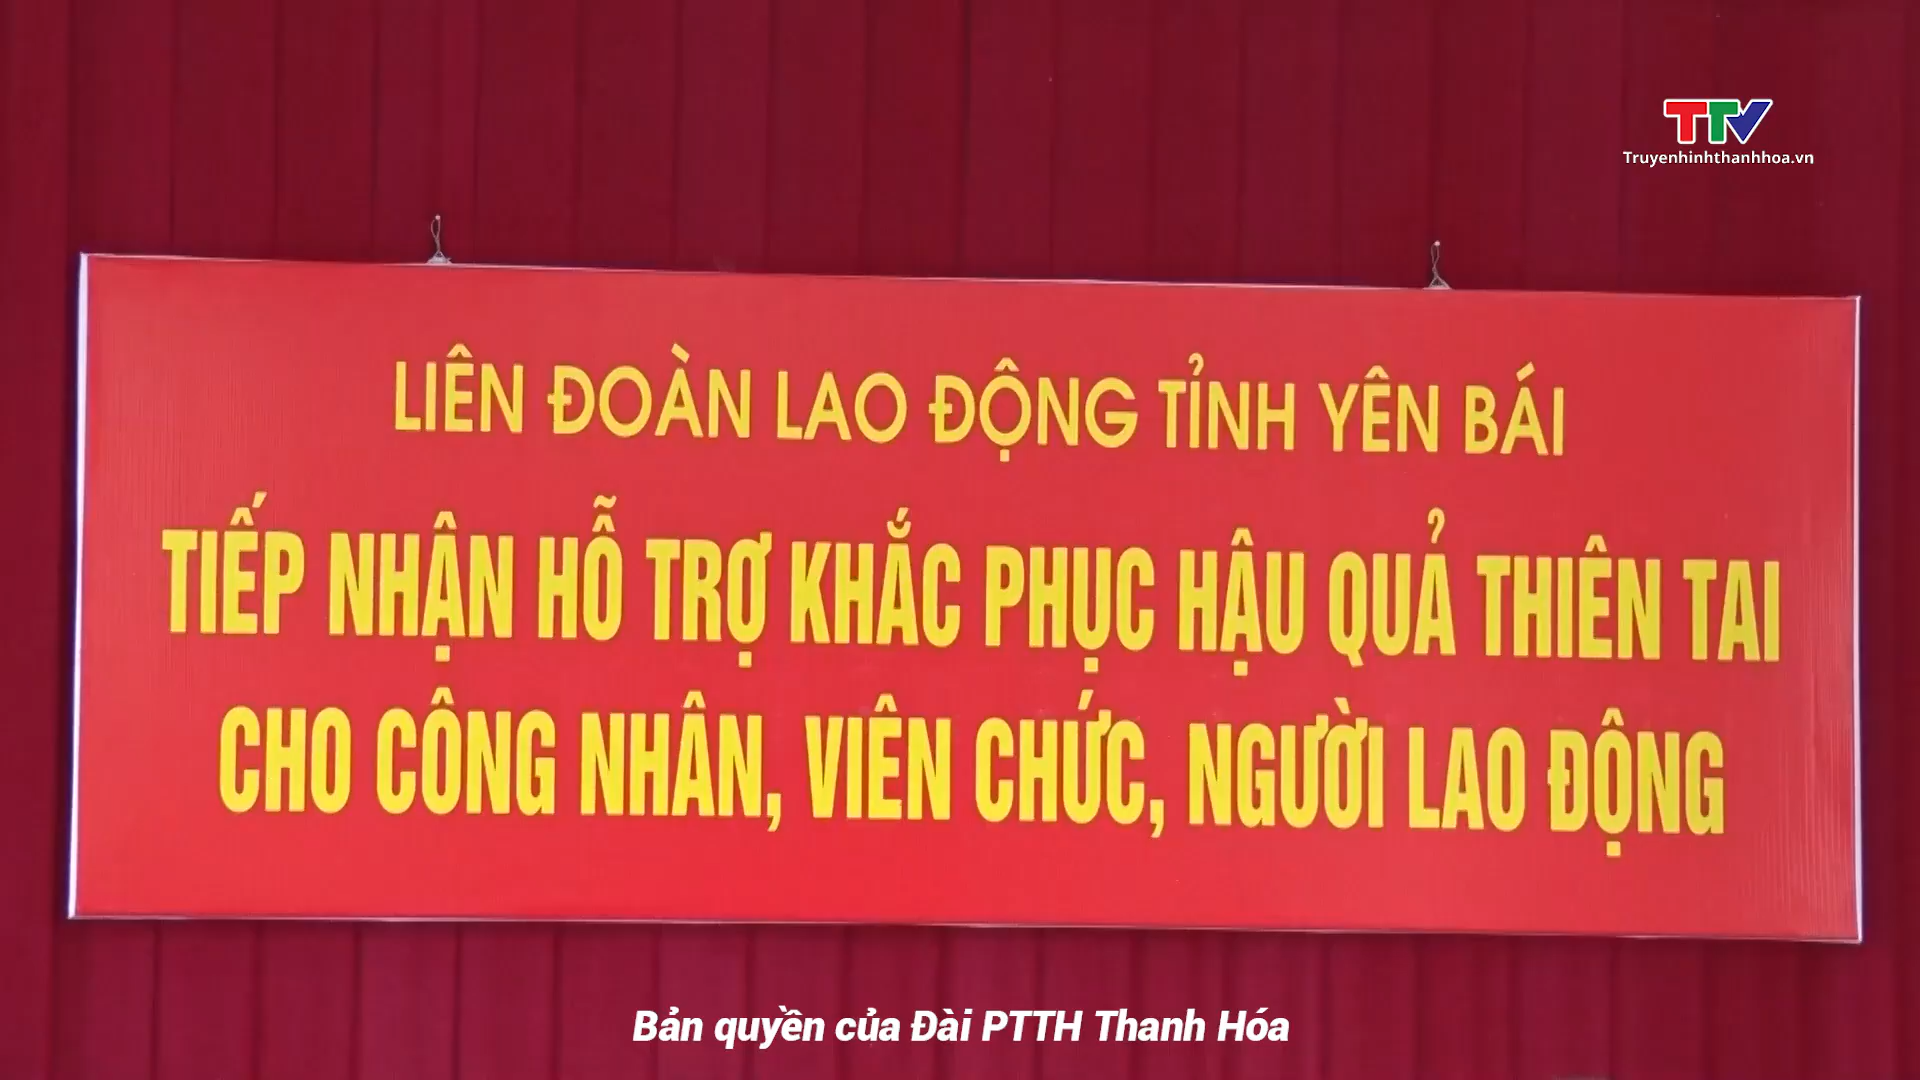 TTV
Truyenhinhthanhhoa.vn
LIÊN ĐOÀN LAO ĐỘNG TỈNH YÊN BÁI
TIẾP NHẬN HỖ TRỢ KHẮC PHỤC HẬU QUẢ THIÊN TAI
CHO CÔNG NHÂN, VIÊN CHỨC, NGƯỜI LAO ĐỘNG
Bản quyền của Đài PTTH Thanh Hóa